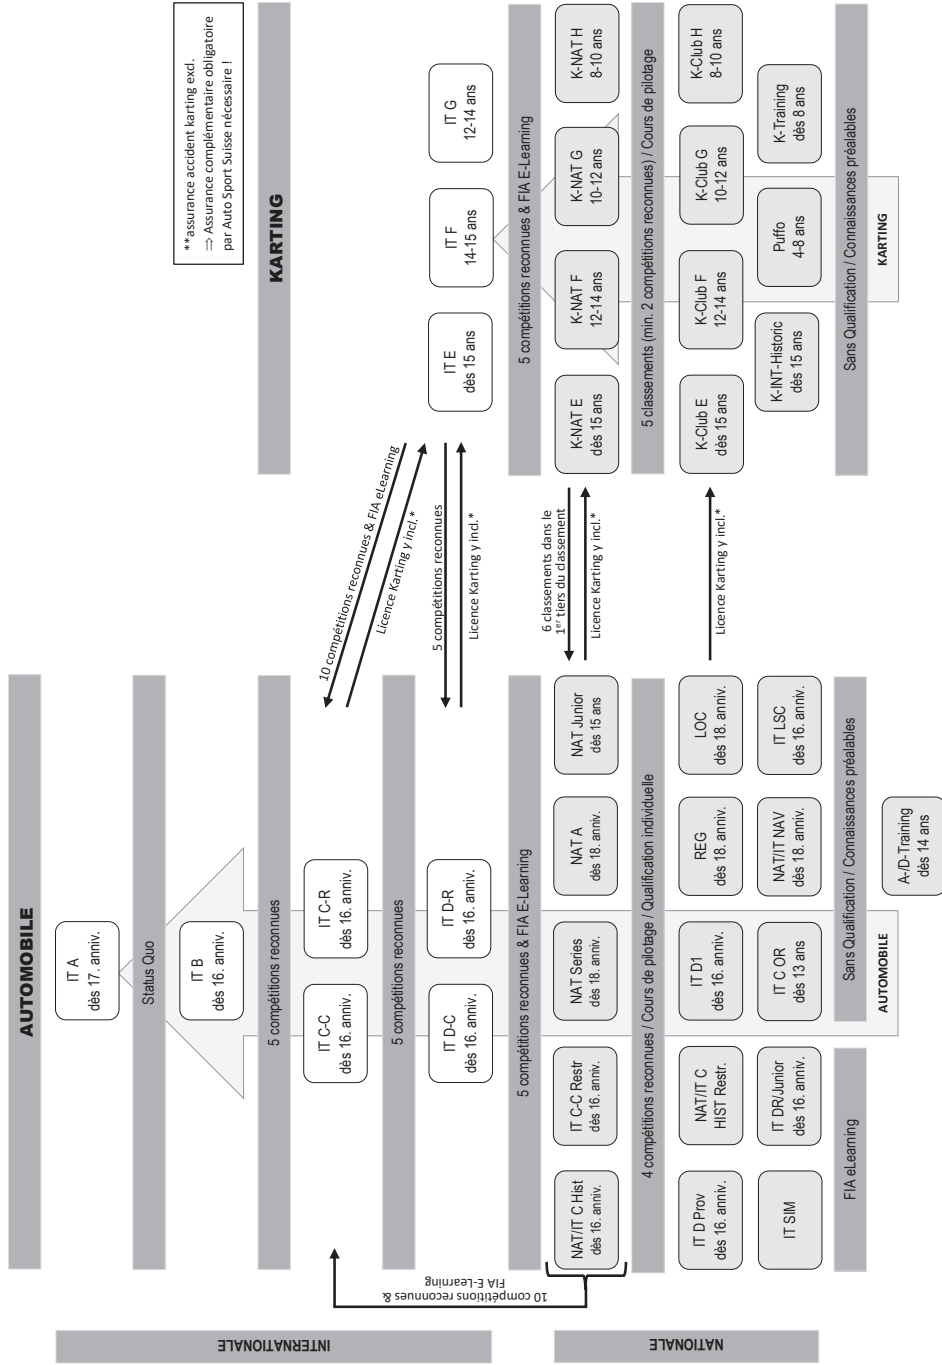 AUTOMOBILE
IT A
dès 17. anniv.
Status Quo
IT B
dès 16. anniv.
5 compétitions reconnues
IT C-C
dès 16. anniv.
IT C-R
dès 16. anniv.
5 compétitions reconnues
IT D-C
dès 16. anniv.
IT D-R
dès 16. anniv.
5 compétitions reconnues & FIA E-Learning
NAT/IT C Hist
dès 16. anniv.
IT C-C Restr
dès 16. anniv.
NAT Series
dès 18. anniv.
NAT A
dès 18. anniv.
NAT Junior
dès 15 ans
4 compétitions reconnues / Cours de pilotage / Qualification individuelle
IT D Prov
dès 16. anniv.
NAT/IT C
HIST Restr.
IT D1
dès 16. anniv.
REG
dès 18. anniv.
LOC
dès 18. anniv.
IT SIM
IT DR/Junior
dès 16. anniv.
IT C OR
dès 13 ans
NAT/IT NAV
dès 18. anniv.
IT LSC
dès 16. anniv.
FIA eLearning
Sans Qualification / Connaissances préalables
AUTOMOBILE
A-/D-Training
dès 14 ans
INTERNATIONALE
NATIONALE
10 compétitions reconnues &
FIA E-Learning
10 compétitions reconnues & FIA eLearning
Licence Karting y incl.*
5 compétitions reconnues
Licence Karting y incl.*
6 classements dans le
1er tiers du classement
Licence Karting y incl.*
Licence Karting y incl.*
**assurance accident karting excl.
⇒ Assurance complémentaire obligatoire
par Auto Sport Suisse nécessaire !
KARTING
IT E
dès 15 ans
IT F
14-15 ans
IT G
12-14 ans
5 compétitions reconnues & FIA E-Learning
K-NAT E
dès 15 ans
K-NAT F
12-14 ans
K-NAT G
10-12 ans
K-NAT H
8-10 ans
5 classements (min. 2 compétitions reconnues) / Cours de pilotage
K-Club E
dès 15 ans
K-Club F
12-14 ans
K-Club G
10-12 ans
K-Club H
8-10 ans
K-INT-Historic
dès 15 ans
Puffo
4-8 ans
K-Training
dès 8 ans
Sans Qualification / Connaissances préalables
KARTING